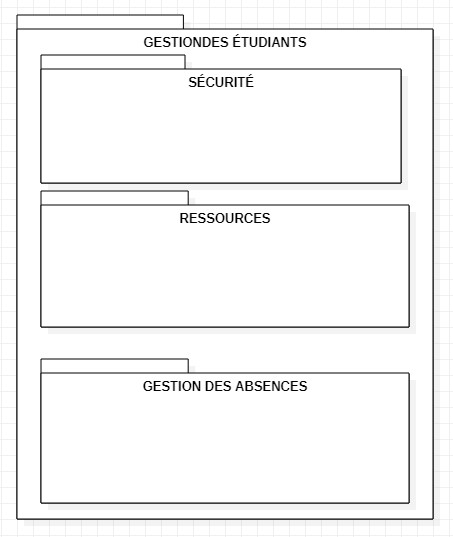 GESTIONDES ÉTUDIANTS
SÉCURITÉ
RESSOURCES
GESTION DES ABSENCES